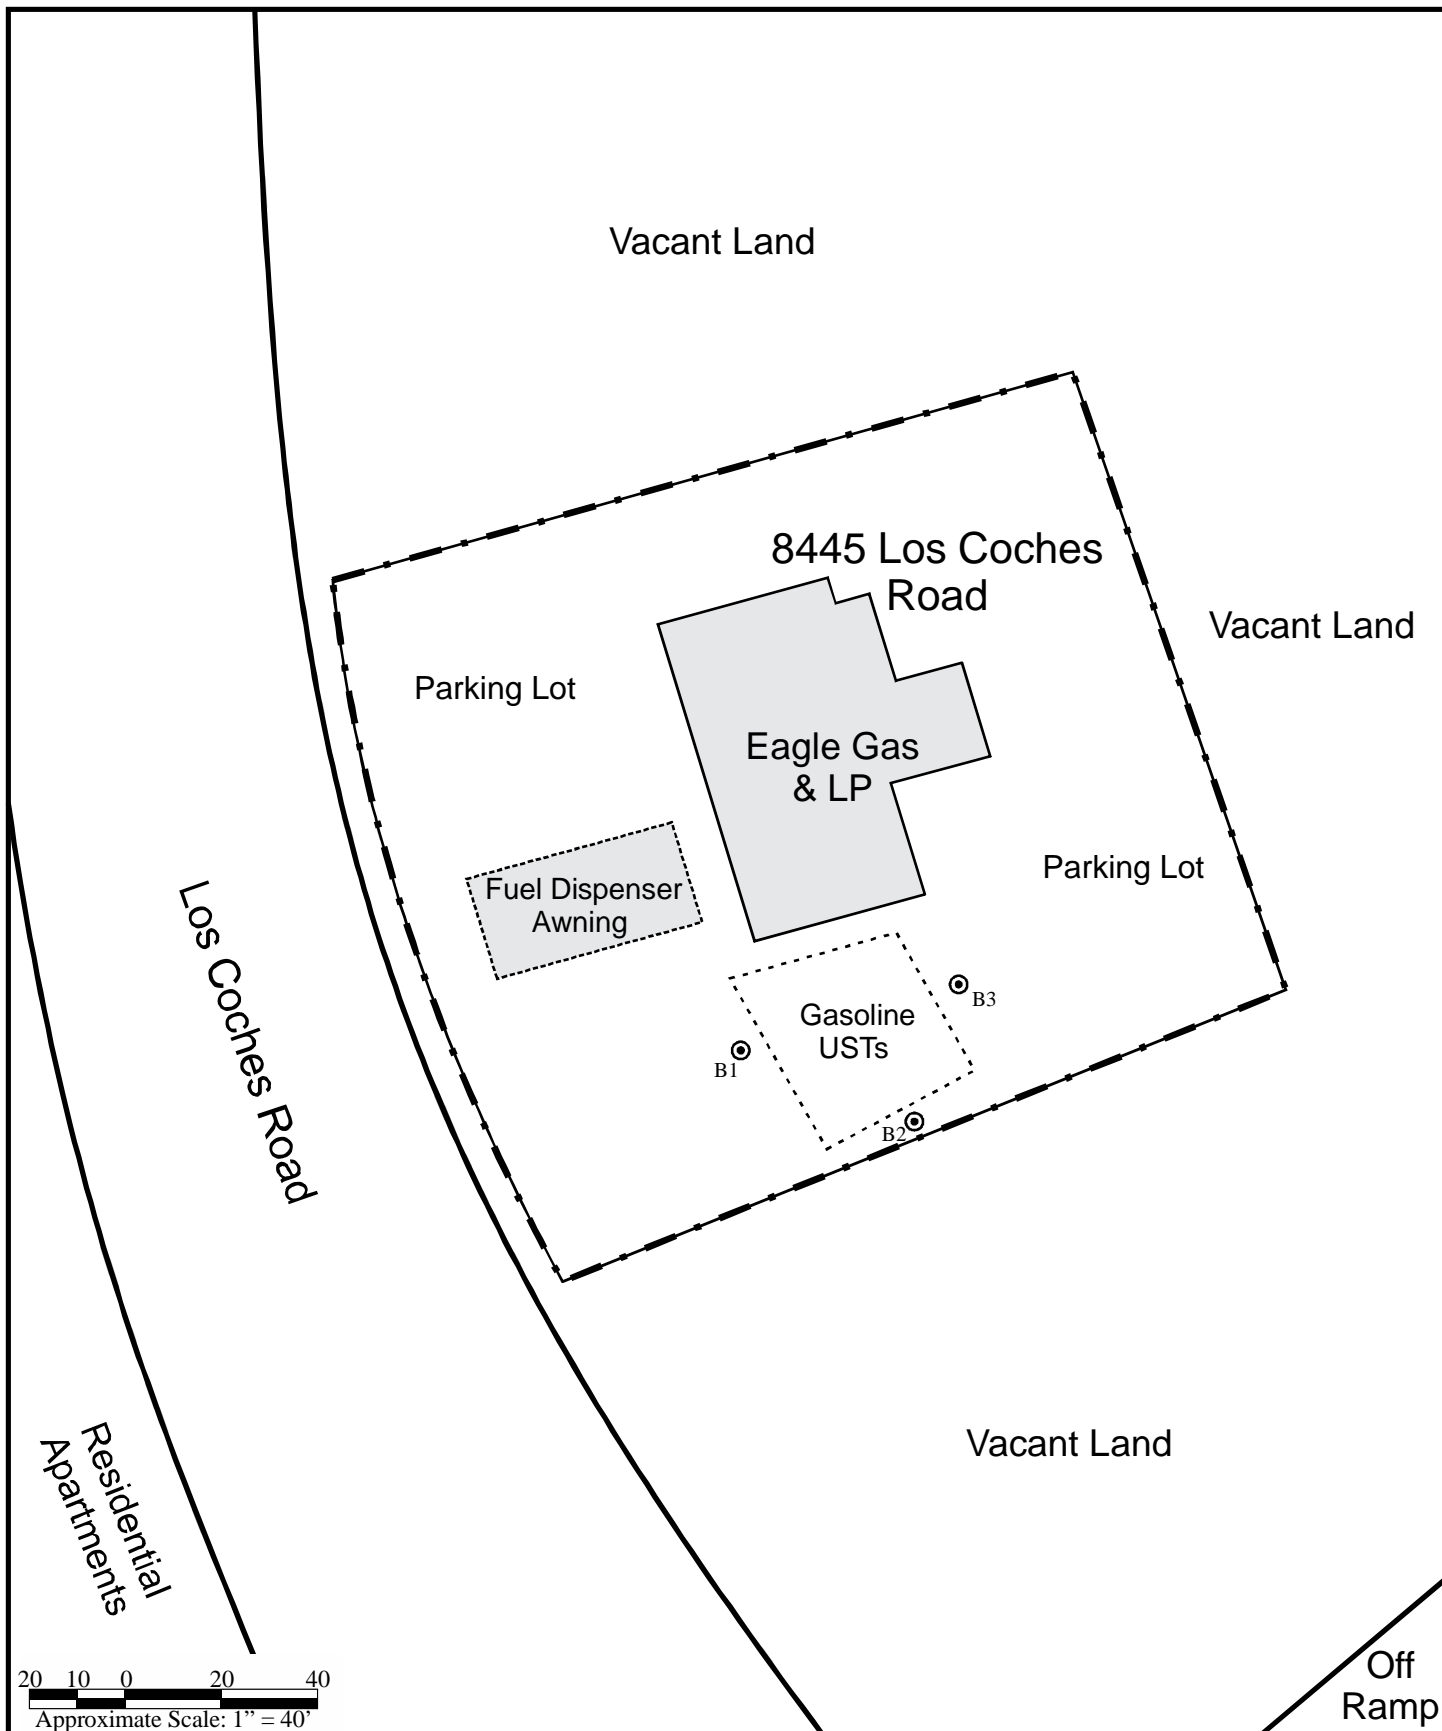 Vacant Land
8445 Los Coches
Road
Vacant Land
Parking Lot
Eagle Gas
& LP
Parking Lot
Fuel Dispenser
Awning
Los Coches Road
B3
Gasoline
USTs
B1
B2
Vacant Land
Residential
Apartments
Off
Ramp
20 10 0 20 40
Approximate Scale: 1” = 40’